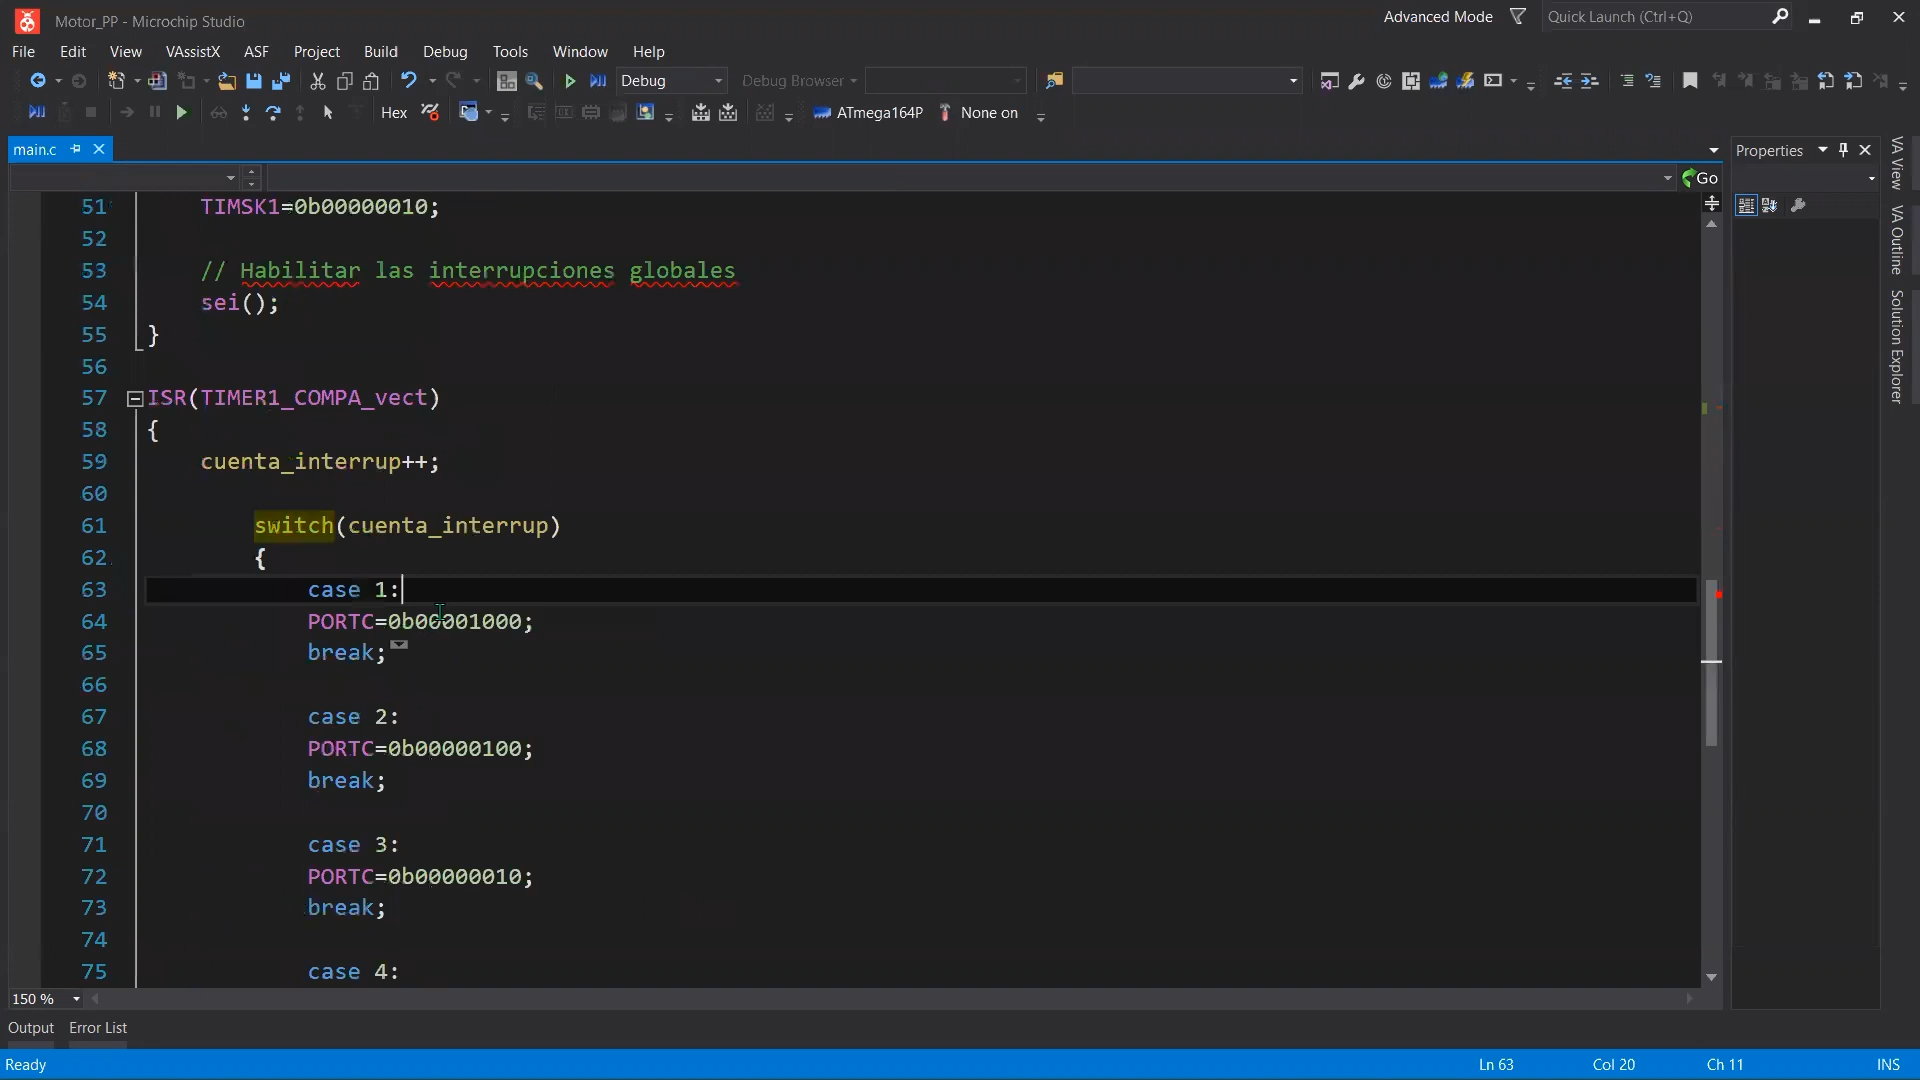 Motor_PP - Microchip Studio
Advanced Mode
Quick Launch (Ctrl+Q)
File Edit View VAssistX ASF Project Build Debug Tools Window Help
Debug
Debug Browser
Hex
ATmega164P
None on
main.c
Properties
Go
51 TIMSK1=0b00000010;
52
53 // Habilitar las interrupciones globales
54 sei();
55 }
56
57 ISR(TIMER1_COMPA_vect)
58 {
59 cuenta_interrup++;
60
61 switch(cuenta_interrup)
62 {
63 case 1:
64 PORTC=0b00001000;
65 break;
66
67 case 2:
68 PORTC=0b00000100;
69 break;
70
71 case 3:
72 PORTC=0b00000010;
73 break;
74
75 case 4:
VA View
VA Outline
Solution Explorer
150 %
Output Error List
Ready
Ln 63 Col 20 Ch 11 INS